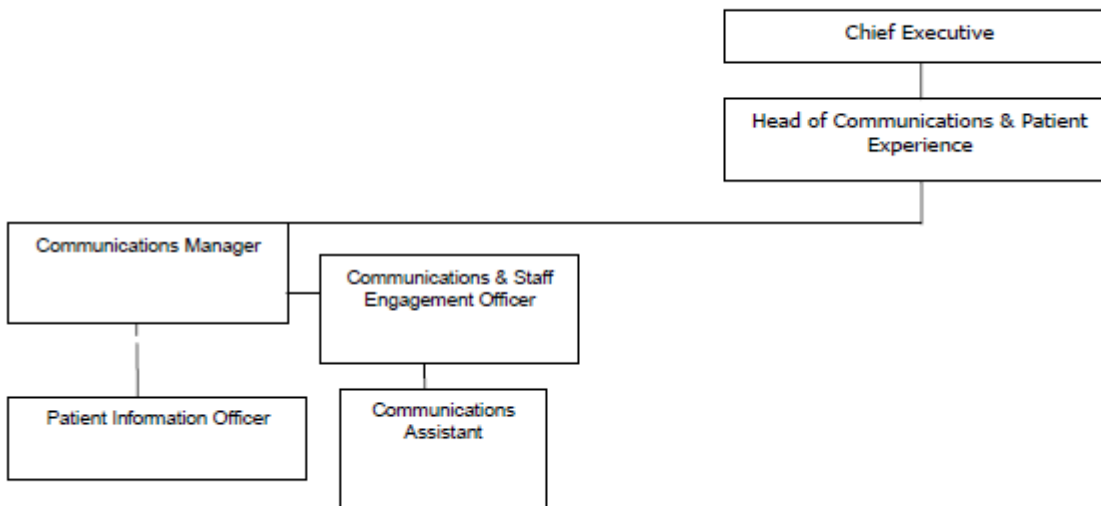 Chief Executive
Head of Communications & Patient
Experience
Communications Manager
Communications & Staff
Engagement Officer
Patient Information Officer
Communications
Assistant